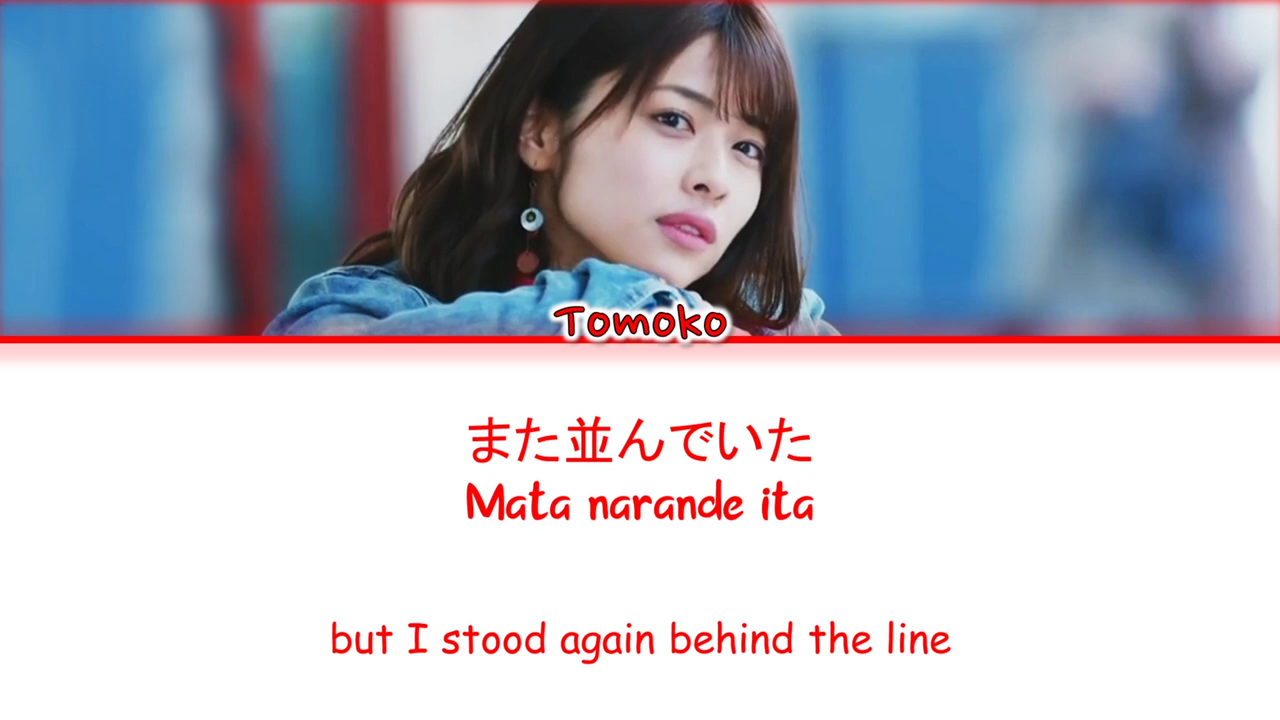 Tomoko
また並んでいた
Mata narande ita
but I stood again behind the line